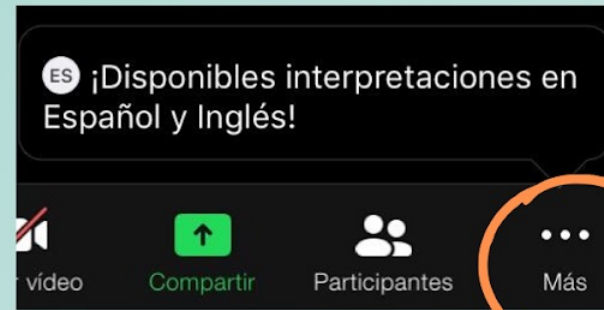 ES ¡Disponibles interpretaciones en
Español y Inglés!
vídeo
Compartir
Participantes
Más